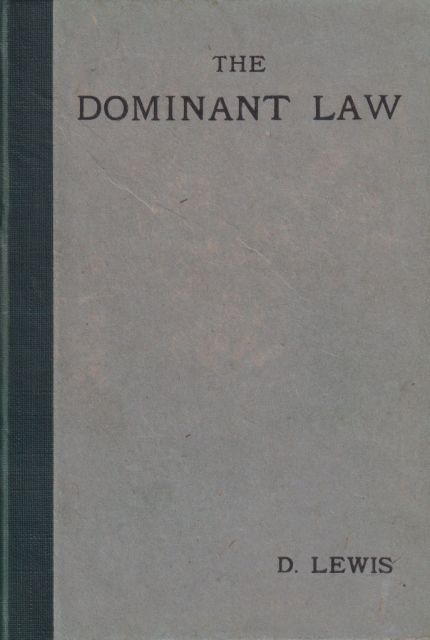 THE
DOMINANT LAW
D. LEWIS